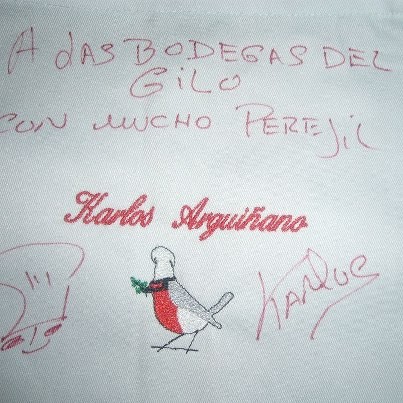 A LAS BODEGAS DEL
GILO
CON MUCHO PEREJIL
Karlos Arguiñano
KARLOS